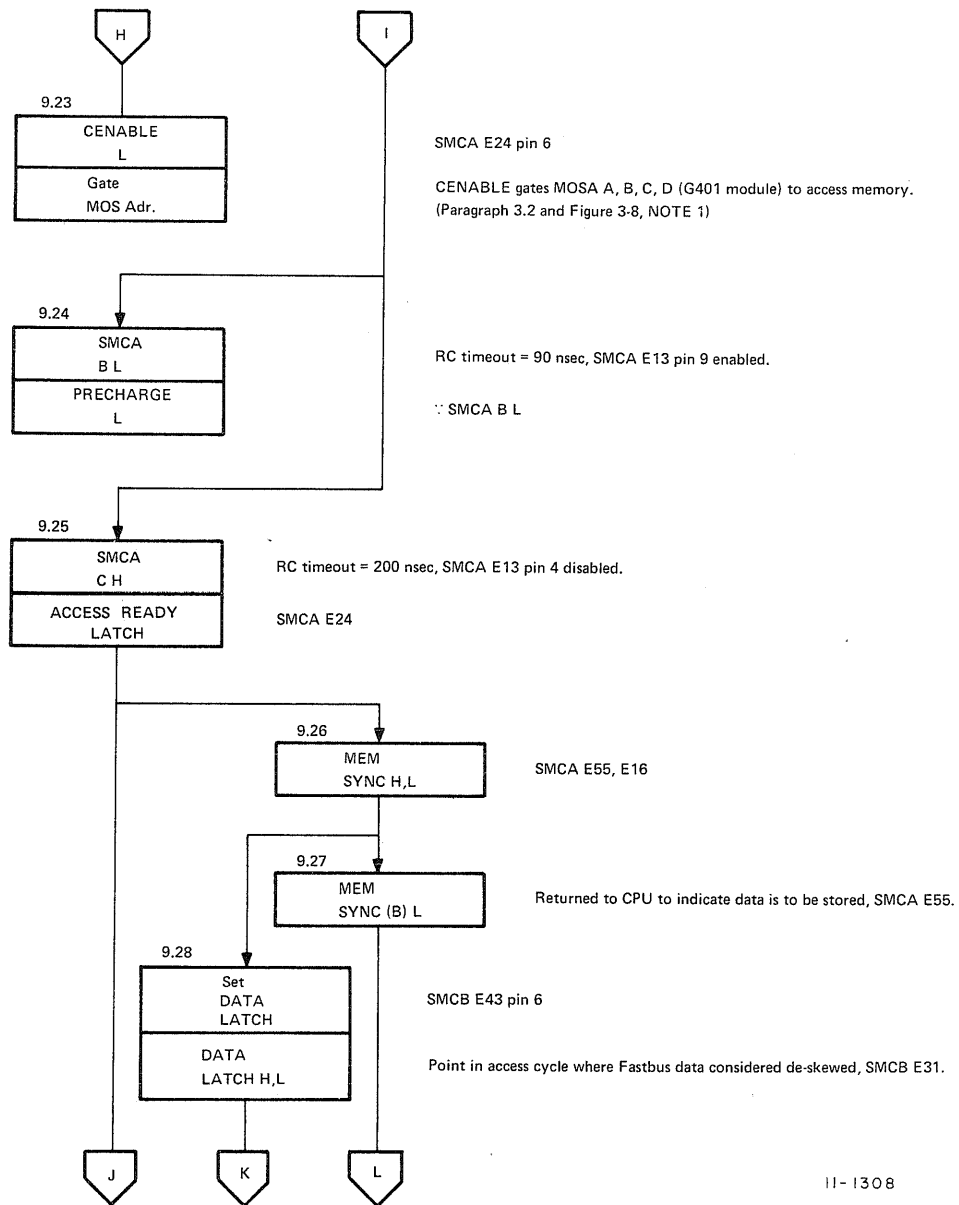 H
I
9.23
CENABLE
L
Gate
MOS Adr.
SMCA E24 pin 6
CENABLE gates MOSA A, B, C, D (G401 module) to access memory.
(Paragraph 3.2 and Figure 3-8, NOTE 1)
9.24
SMCA
B L
PRECHARGE
L
RC timeout = 90 nsec, SMCA E13 pin 9 enabled.
∵ SMCA B L
9.25
SMCA
C H
ACCESS READY
LATCH
RC timeout = 200 nsec, SMCA E13 pin 4 disabled.
SMCA E24
9.26
MEM
SYNC H,L
SMCA E55, E16
9.27
MEM
SYNC (B) L
Returned to CPU to indicate data is to be stored, SMCA E55.
9.28
Set
DATA
LATCH
DATA
LATCH H,L
SMCB E43 pin 6
Point in access cycle where Fastbus data considered de-skewed, SMCB E31.
J
K
L
11-1308